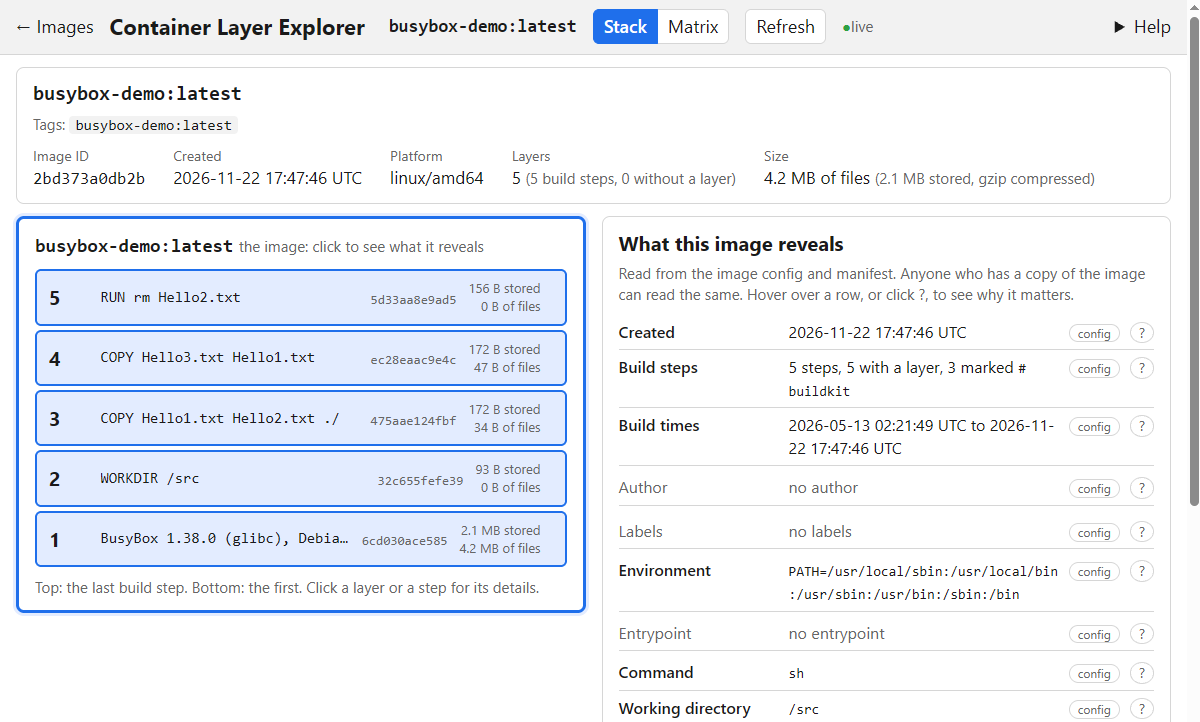 ← Images Container Layer Explorer busybox-demo:latest Stack Matrix Refresh ●live ▶ Help
busybox-demo:latest
Tags: busybox-demo:latest
Image ID Created Platform Layers Size
2bd373a0db2b 2026-11-22 17:47:46 UTC linux/amd64 5 (5 build steps, 0 without a layer) 4.2 MB of files (2.1 MB stored, gzip compressed)
busybox-demo:latest the image: click to see what it reveals
5 RUN rm Hello2.txt 5d33aa8e9ad5 156 B stored
0 B of files
4 COPY Hello3.txt Hello1.txt ec28eaac9e4c 172 B stored
47 B of files
3 COPY Hello1.txt Hello2.txt ./ 475aae124fbf 172 B stored
34 B of files
2 WORKDIR /src 32c655fefe39 93 B stored
0 B of files
1 BusyBox 1.38.0 (glibc), Debia… 6cd030ace585 2.1 MB stored
4.2 MB of files
Top: the last build step. Bottom: the first. Click a layer or a step for its details.
What this image reveals
Read from the image config and manifest. Anyone who has a copy of the image
can read the same. Hover over a row, or click ?, to see why it matters.
Created 2026-11-22 17:47:46 UTC config ?
Build steps 5 steps, 5 with a layer, 3 marked # config ?
buildkit
Build times 2026-05-13 02:21:49 UTC to 2026-11- config ?
22 17:47:46 UTC
Author no author config ?
Labels no labels config ?
Environment PATH=/usr/local/sbin:/usr/local/bin config ?
:/usr/sbin:/usr/bin:/sbin:/bin
Entrypoint no entrypoint config ?
Command sh config ?
Working directory /src config ?